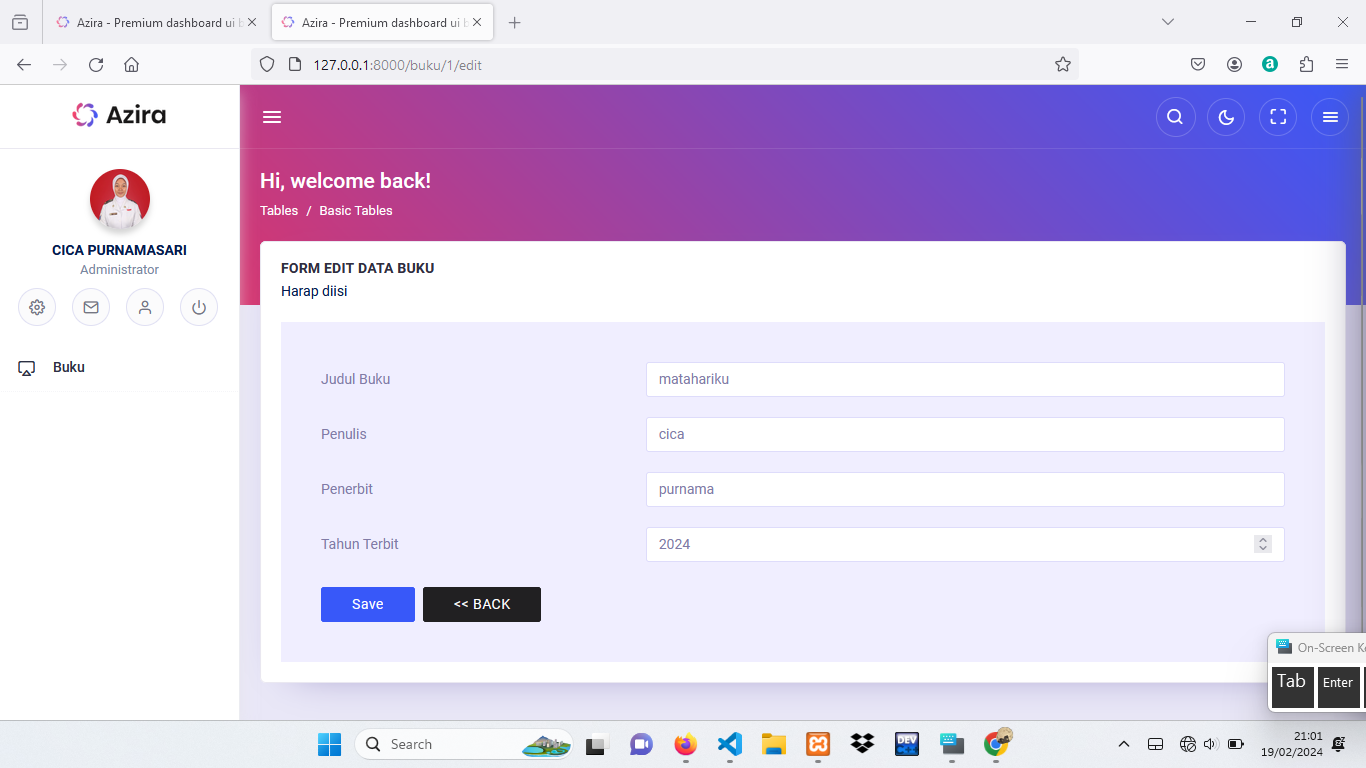 Azira - Premium dashboard ui b
Azira - Premium dashboard ui b
127.0.0.1:8000/buku/1/edit
Azira
Hi, welcome back!
Tables / Basic Tables
CICA PURNAMASARI
Administrator
Buku
FORM EDIT DATA BUKU
Harap diisi
Judul Buku
matahariku
Penulis
cica
Penerbit
purnama
Tahun Terbit
2024
Save
<< BACK
On-Screen Ke
Tab
Enter
Search
DEV
21:01
19/02/2024